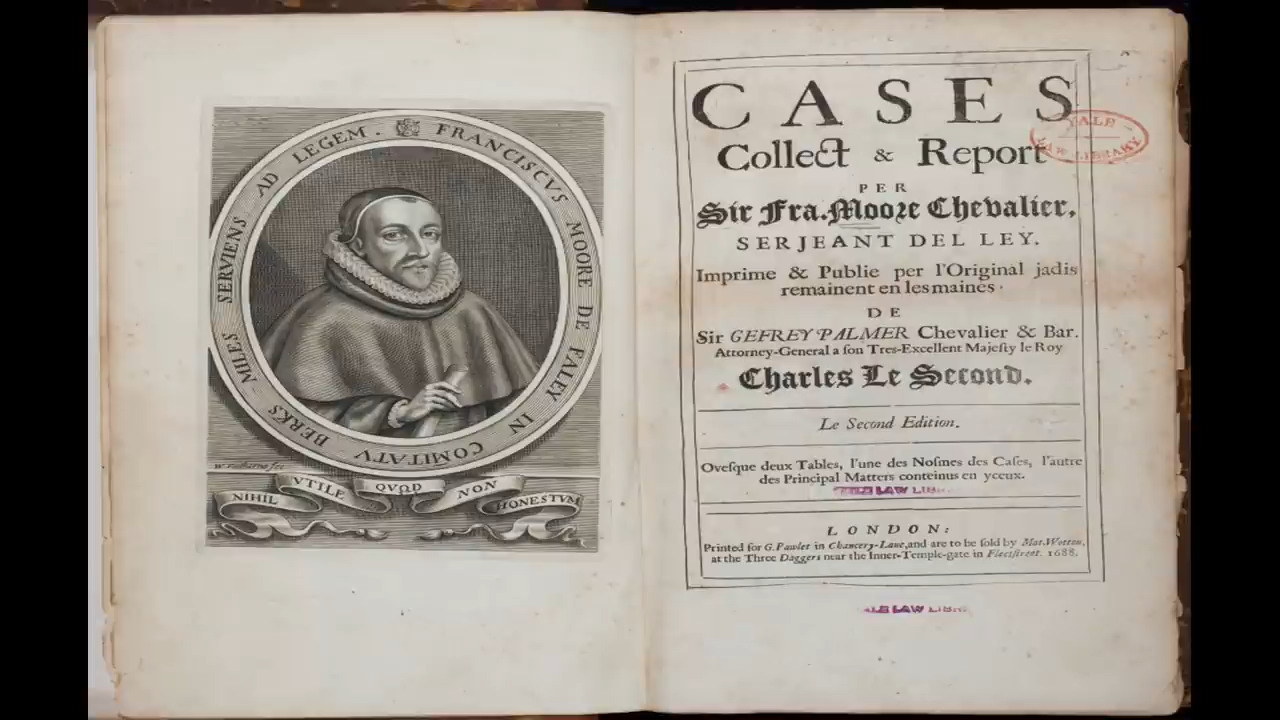 FRANCISCVS MOORE DE FALEY IN COMITATV BERKS MILES SERVIENS AD LEGEM .
NIHIL VTILE QVOD NON HONESTVM
CASES
Collect & Report
PER
Sir Fra. Moore Chevalier,
SERJEANT DEL LEY.
Imprime & Publie per l'Original jadis
remainent en les maines
DE
Sir GEFREY PALMER Chevalier & Bar.
Attorney-General a ſon Tres-Excellent Majeſty le Roy
Charles Le Second.
Le Second Edition.
Oveſque deux Tables, l'une des Noſmes des Caſes, l'autre
des Principal Matters conteinus en yceux.
LAW
LONDON:
Printed for G. Pawlet in Chancery-Lane, and are to be ſold by Mat. Wotton,
at the Three Daggers near the Inner-Temple-gate in Fleetſtreet. 1688.
LAW
YALE
LAW LIBRARY